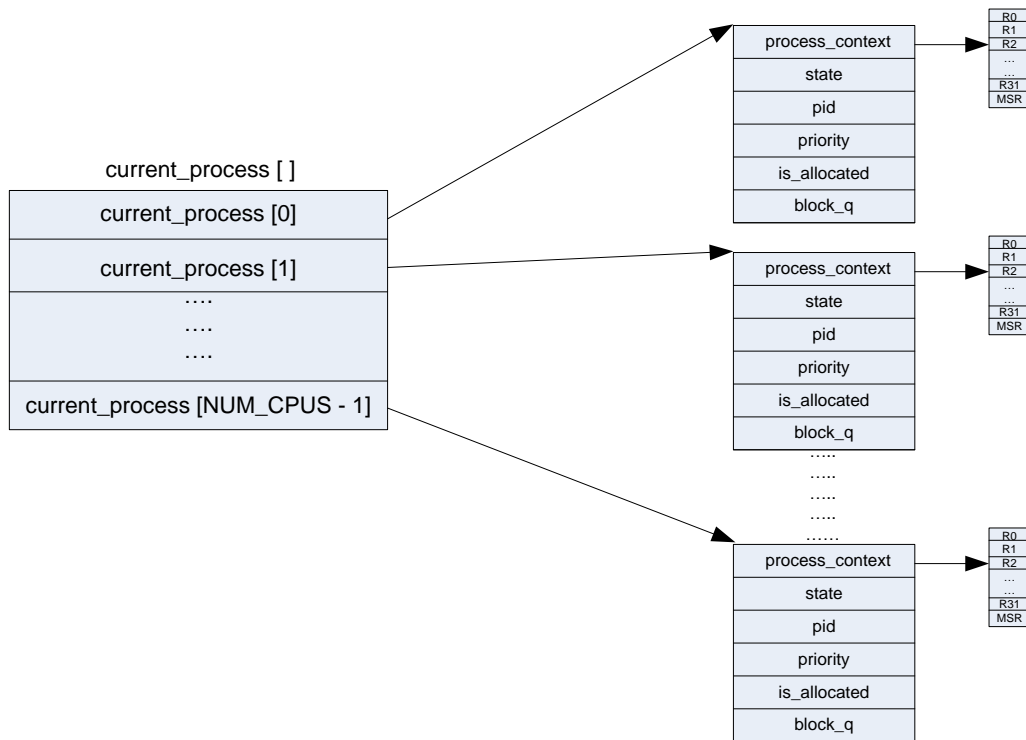 current_process [ ]
current_process [0]
current_process [1]
....
....
....
current_process [NUM_CPUS - 1]
process_context
state
pid
priority
is_allocated
block_q
R0
R1
R2
...
...
R31
MSR
process_context
state
pid
priority
is_allocated
block_q
R0
R1
R2
...
...
R31
MSR
.....
.....
.....
.....
......
process_context
state
pid
priority
is_allocated
block_q
R0
R1
R2
...
...
R31
MSR